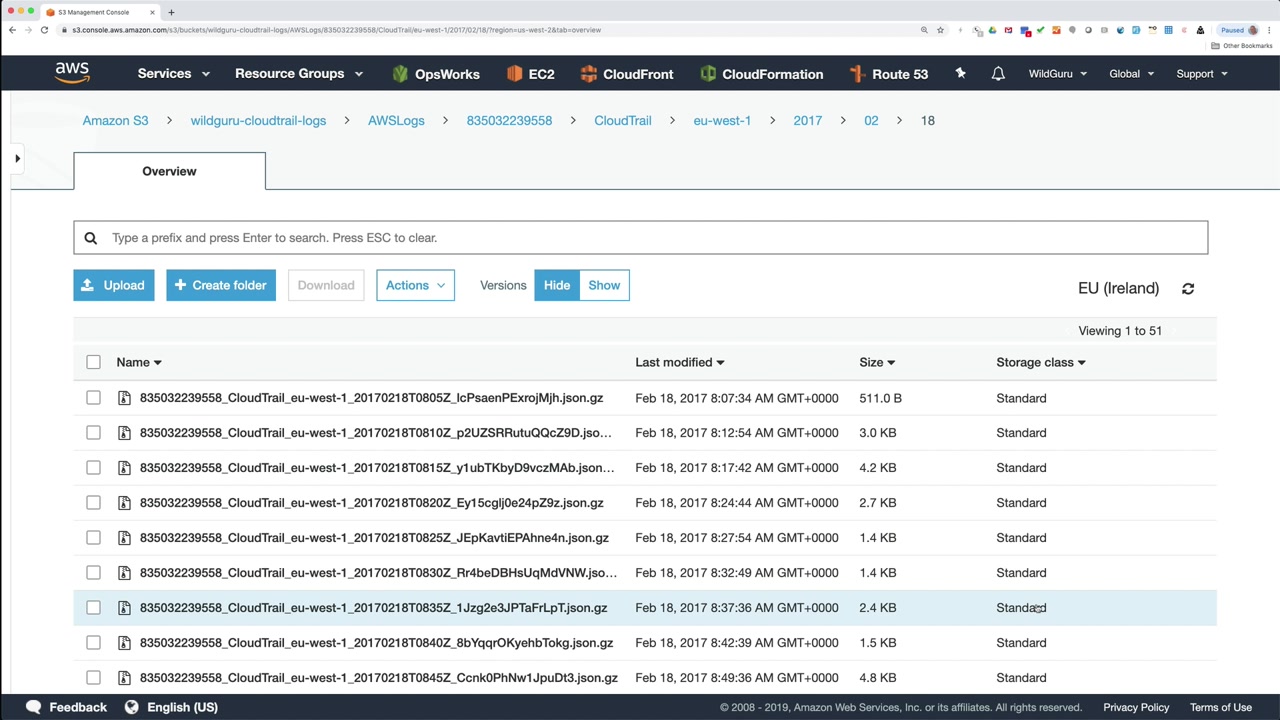 S3 Management Console
s3.console.aws.amazon.com/s3/buckets/wildguru-cloudtrail-logs/AWSLogs/835032239558/CloudTrail/eu-west-1/2017/02/18/?region=us-west-2&tab=overview
Paused
Other Bookmarks
aws Services Resource Groups OpsWorks EC2 CloudFront CloudFormation Route 53 WildGuru Global Support
Amazon S3 > wildguru-cloudtrail-logs > AWSLogs > 835032239558 > CloudTrail > eu-west-1 > 2017 > 02 > 18
Overview
Type a prefix and press Enter to search. Press ESC to clear.
Upload + Create folder Download Actions Versions Hide Show EU (Ireland)
Viewing 1 to 51
Name Last modified Size Storage class
835032239558_CloudTrail_eu-west-1_20170218T0805Z_lcPsaenPExrojMjh.json.gz Feb 18, 2017 8:07:34 AM GMT+0000 511.0 B Standard
835032239558_CloudTrail_eu-west-1_20170218T0810Z_p2UZSRRutuQQcZ9D.jso... Feb 18, 2017 8:12:54 AM GMT+0000 3.0 KB Standard
835032239558_CloudTrail_eu-west-1_20170218T0815Z_y1ubTKbyD9vczMAb.json... Feb 18, 2017 8:17:42 AM GMT+0000 4.2 KB Standard
835032239558_CloudTrail_eu-west-1_20170218T0820Z_Ey15cglj0e24pZ9z.json.gz Feb 18, 2017 8:24:44 AM GMT+0000 2.7 KB Standard
835032239558_CloudTrail_eu-west-1_20170218T0825Z_JEpKavtiEPAhne4n.json.gz Feb 18, 2017 8:27:54 AM GMT+0000 1.4 KB Standard
835032239558_CloudTrail_eu-west-1_20170218T0830Z_Rr4beDBHsUqMdVNW.jso... Feb 18, 2017 8:32:49 AM GMT+0000 1.4 KB Standard
835032239558_CloudTrail_eu-west-1_20170218T0835Z_1Jzg2e3JPTaFrLpT.json.gz Feb 18, 2017 8:37:36 AM GMT+0000 2.4 KB Standard
835032239558_CloudTrail_eu-west-1_20170218T0840Z_8bYqqrOKyehbTokg.json.gz Feb 18, 2017 8:42:39 AM GMT+0000 1.5 KB Standard
835032239558_CloudTrail_eu-west-1_20170218T0845Z_Ccnk0PhNw1JpuDt3.json.gz Feb 18, 2017 8:49:36 AM GMT+0000 4.8 KB Standard
Feedback English (US) © 2008 - 2019, Amazon Web Services, Inc. or its affiliates. All rights reserved. Privacy Policy Terms of Use